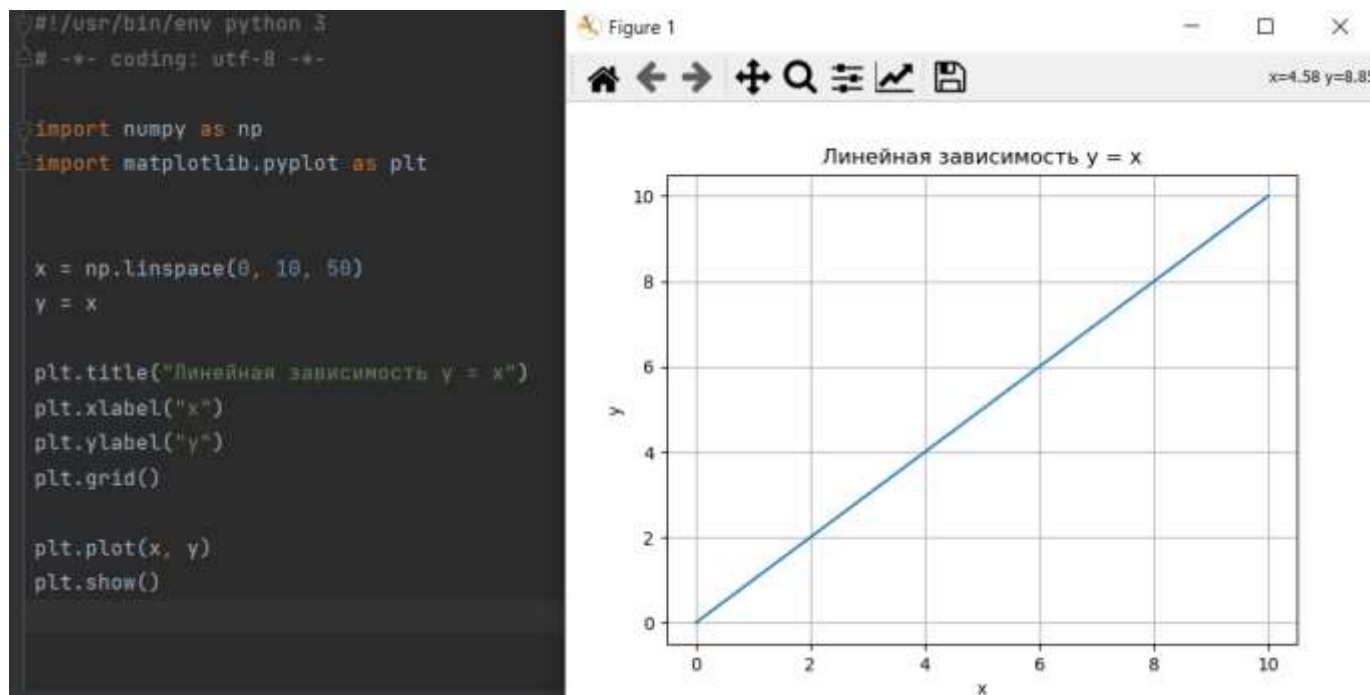 #!/usr/bin/env python 3
# -*- coding: utf-8 -*-
import numpy as np
import matplotlib.pyplot as plt
x = np.linspace(0, 10, 50)
y = x
plt.title("Линейная зависимость y = x")
plt.xlabel("x")
plt.ylabel("y")
plt.grid()
plt.plot(x, y)
plt.show()
Figure 1
x=4.58 y=8.85
Линейная зависимость y = x
10
8
6
4
2
0
y
0 2 4 6 8 10
x